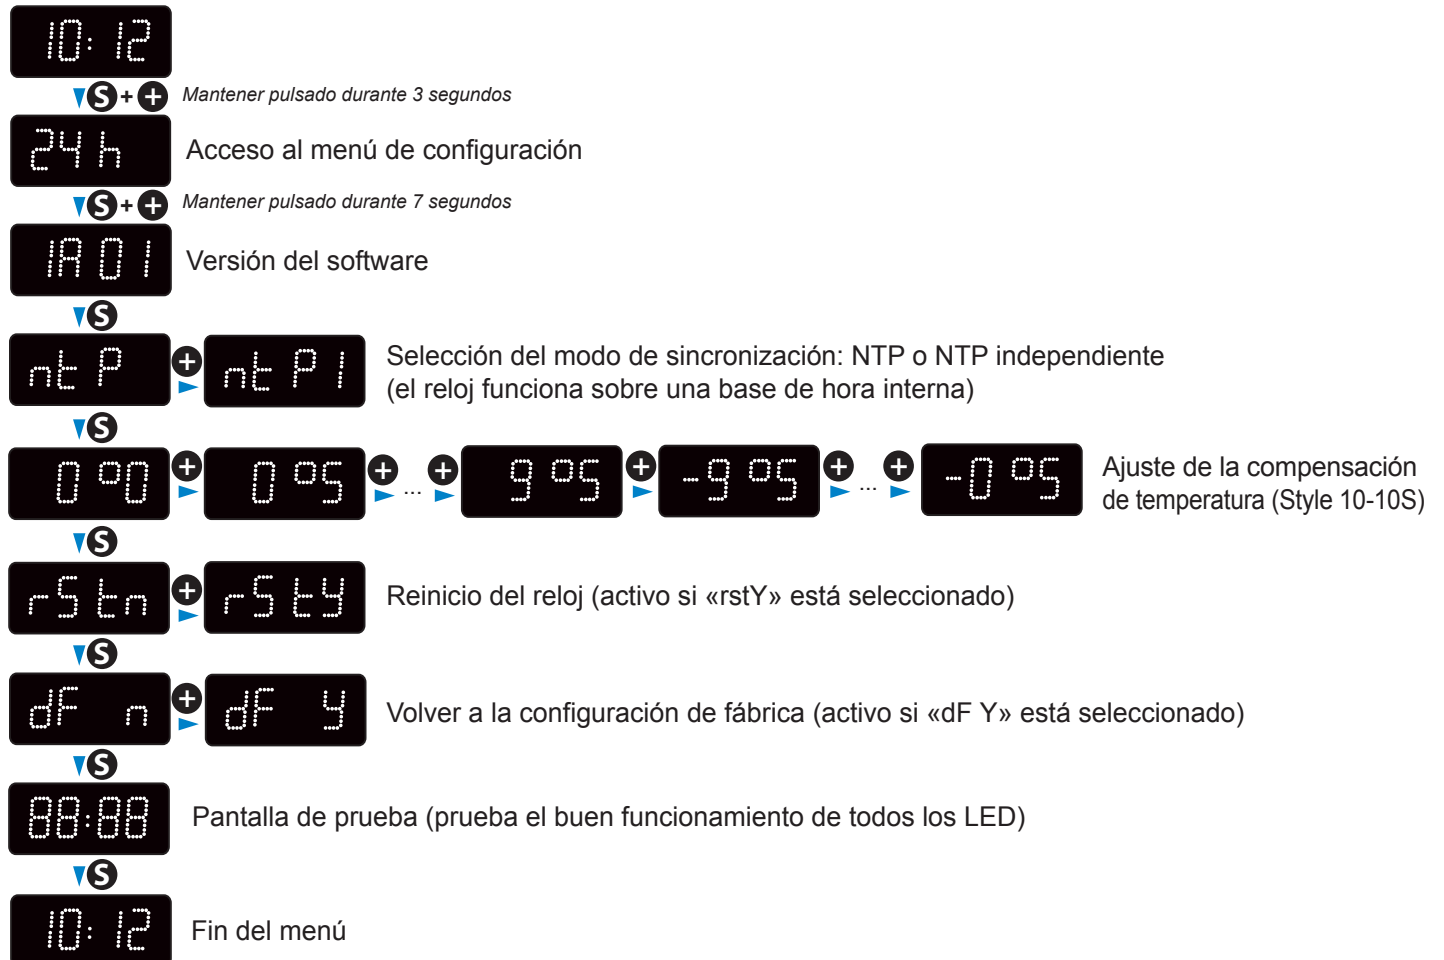 10:12
S + + Mantener pulsado durante 3 segundos
24 h Acceso al menú de configuración
S + + Mantener pulsado durante 7 segundos
1A 01 Versión del software
S
nt P + nt P1 Selección del modo de sincronización: NTP o NTP independiente
(el reloj funciona sobre una base de hora interna)
S
0 °0 + 0 °5 + ... + 9 °5 + -9 °5 + ... + -0 °5 Ajuste de la compensación
de temperatura (Style 10-10S)
S
rStn + rStY Reinicio del reloj (activo si «rstY» está seleccionado)
S
dF n + dF Y Volver a la configuración de fábrica (activo si «dF Y» está seleccionado)
S
88:88 Pantalla de prueba (prueba el buen funcionamiento de todos los LED)
S
10:12 Fin del menú